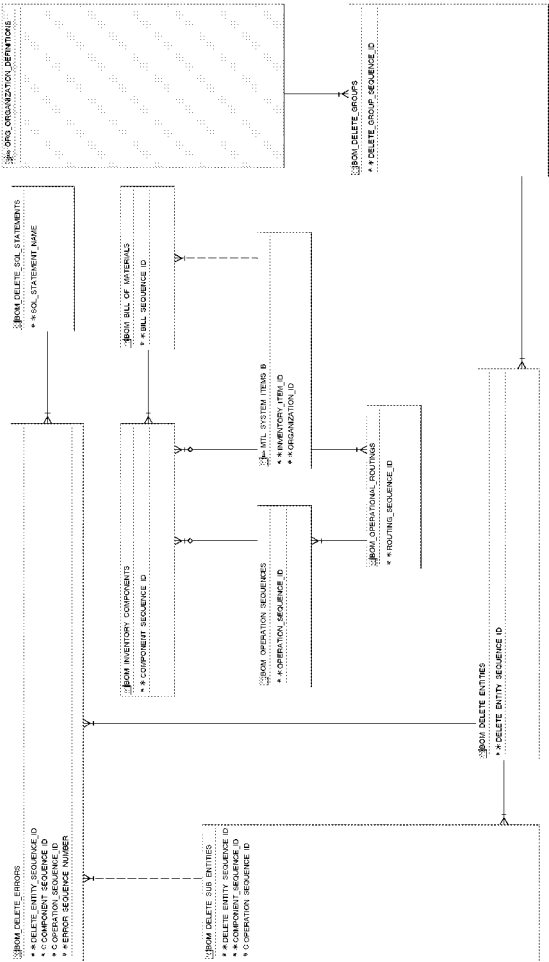 ORG_ORGANIZATION_DEFINITIONS
BOM_DELETE_GROUPS
* * DELETE_GROUP_SEQUENCE_ID
BOM_DELETE_SQL_STATEMENTS
* * SQL_STATEMENT_NAME
BOM_BILL_OF_MATERIALS
* * BILL_SEQUENCE_ID
MTL_SYSTEM_ITEMS_B
* * INVENTORY_ITEM_ID
* * ORGANIZATION_ID
BOM_OPERATIONAL_ROUTINGS
* * ROUTING_SEQUENCE_ID
BOM_INVENTORY_COMPONENTS
* * COMPONENT_SEQUENCE_ID
BOM_OPERATION_SEQUENCES
* * OPERATION_SEQUENCE_ID
BOM_DELETE_ENTITIES
* * DELETE_ENTITY_SEQUENCE_ID
BOM_DELETE_ERRORS
* * DELETE_ENTITY_SEQUENCE_ID
* C COMPONENT_SEQUENCE_ID
* C OPERATION_SEQUENCE_ID
* * ERROR_SEQUENCE_NUMBER
BOM_DELETE_SUB_ENTITIES
* * DELETE_ENTITY_SEQUENCE_ID
* * COMPONENT_SEQUENCE_ID
* C OPERATION_SEQUENCE_ID